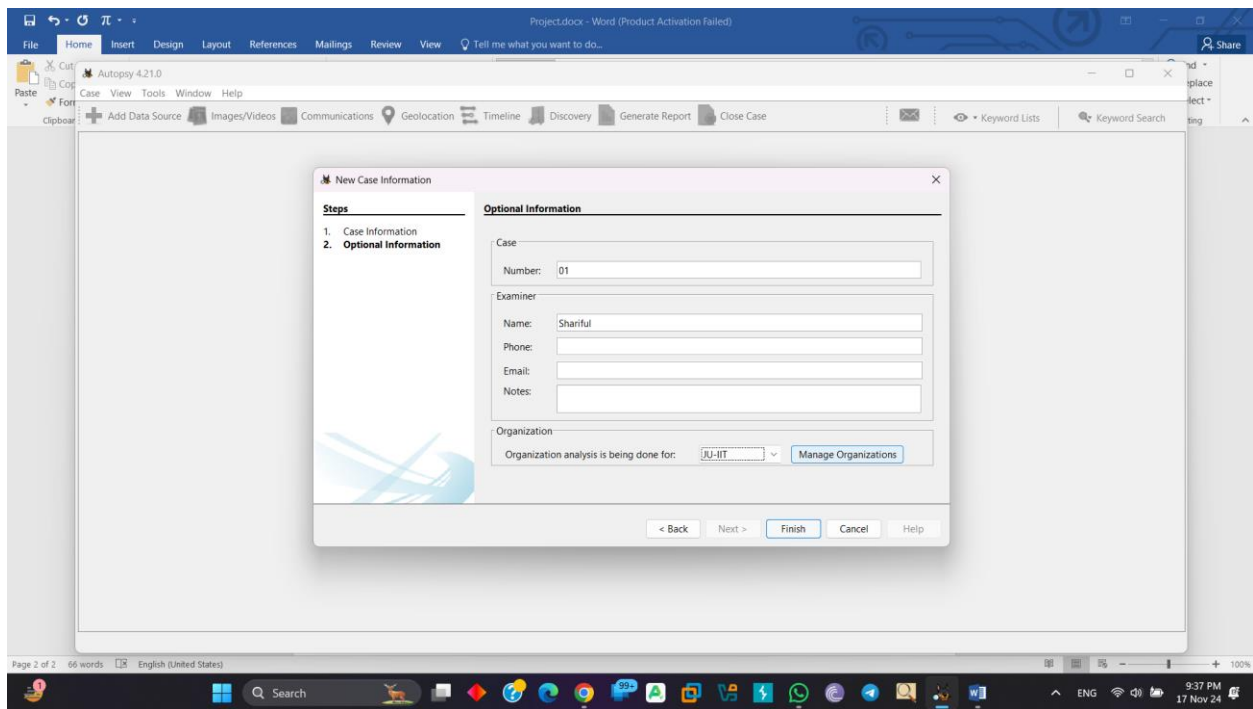 Project.docx - Word (Product Activation Failed)
File Home Insert Design Layout References Mailings Review View Tell me what you want to do... Share
Cut
Paste
Clipboar
Autopsy 4.21.0
Case View Tools Window Help
Add Data Source Images/Videos Communications Geolocation Timeline Discovery Generate Report Close Case Keyword Lists Keyword Search
New Case Information
Steps
1. Case Information
2. Optional Information
Optional Information
Case
Number: 01
Examiner
Name: Shariful
Phone:
Email:
Notes:
Organization
Organization analysis is being done for: JU-IIT Manage Organizations
< Back Next > Finish Cancel Help
Page 2 of 2 66 words English (United States) 100%
1
Search
99+
ENG
9:37 PM
17 Nov 24